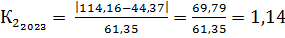 К₂₂₀₂₃ = |114,16−44,37| / 61,35 = 69,79 / 61,35 = 1,14